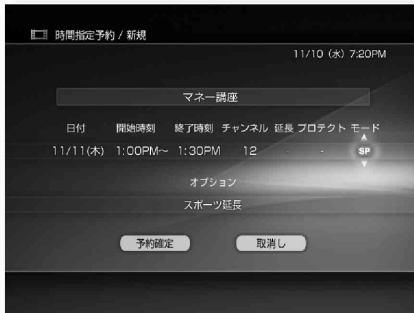 時間指定予約 / 新規
11/10 (水) 7:20PM
マネー講座
日付 開始時刻 終了時刻 チャンネル 延長 プロテクト モード
11/11(木) 1:00PM～ 1:30PM 12 - - SP
オプション
スポーツ延長
予約確定 取消し